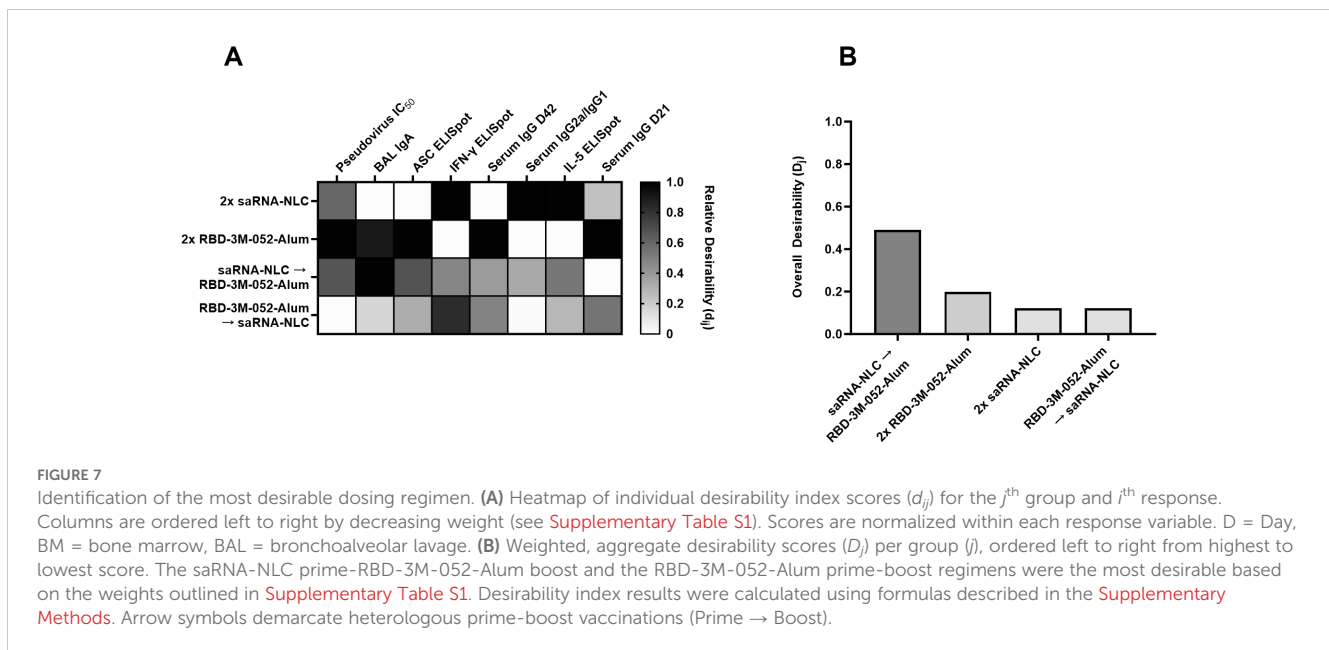 A
B
Pseudovirus IC50
BAL IgA
ASC ELISpot
IFN-γ ELISpot
Serum IgG D42
Serum IgG2a/IgG1
IL-5 ELISpot
Serum IgG D21
2x saRNA-NLC
2x RBD-3M-052-Alum
saRNA-NLC →
RBD-3M-052-Alum
RBD-3M-052-Alum
→ saRNA-NLC
1.0
0.8
0.6
0.4
0.2
0
Relative Desirability (dij)
Overall Desirability (Dj)
1.0
0.8
0.6
0.4
0.2
0.0
saRNA-NLC →
RBD-3M-052-Alum
2x RBD-3M-052-Alum
2x saRNA-NLC
RBD-3M-052-Alum
→ saRNA-NLC
FIGURE 7
Identification of the most desirable dosing regimen. (A) Heatmap of individual desirability index scores (dij) for the jth group and ith response.
Columns are ordered left to right by decreasing weight (see Supplementary Table S1). Scores are normalized within each response variable. D = Day,
BM = bone marrow, BAL = bronchoalveolar lavage. (B) Weighted, aggregate desirability scores (Dj) per group (j), ordered left to right from highest to
lowest score. The saRNA-NLC prime-RBD-3M-052-Alum boost and the RBD-3M-052-Alum prime-boost regimens were the most desirable based
on the weights outlined in Supplementary Table S1. Desirability index results were calculated using formulas described in the Supplementary
Methods. Arrow symbols demarcate heterologous prime-boost vaccinations (Prime → Boost).